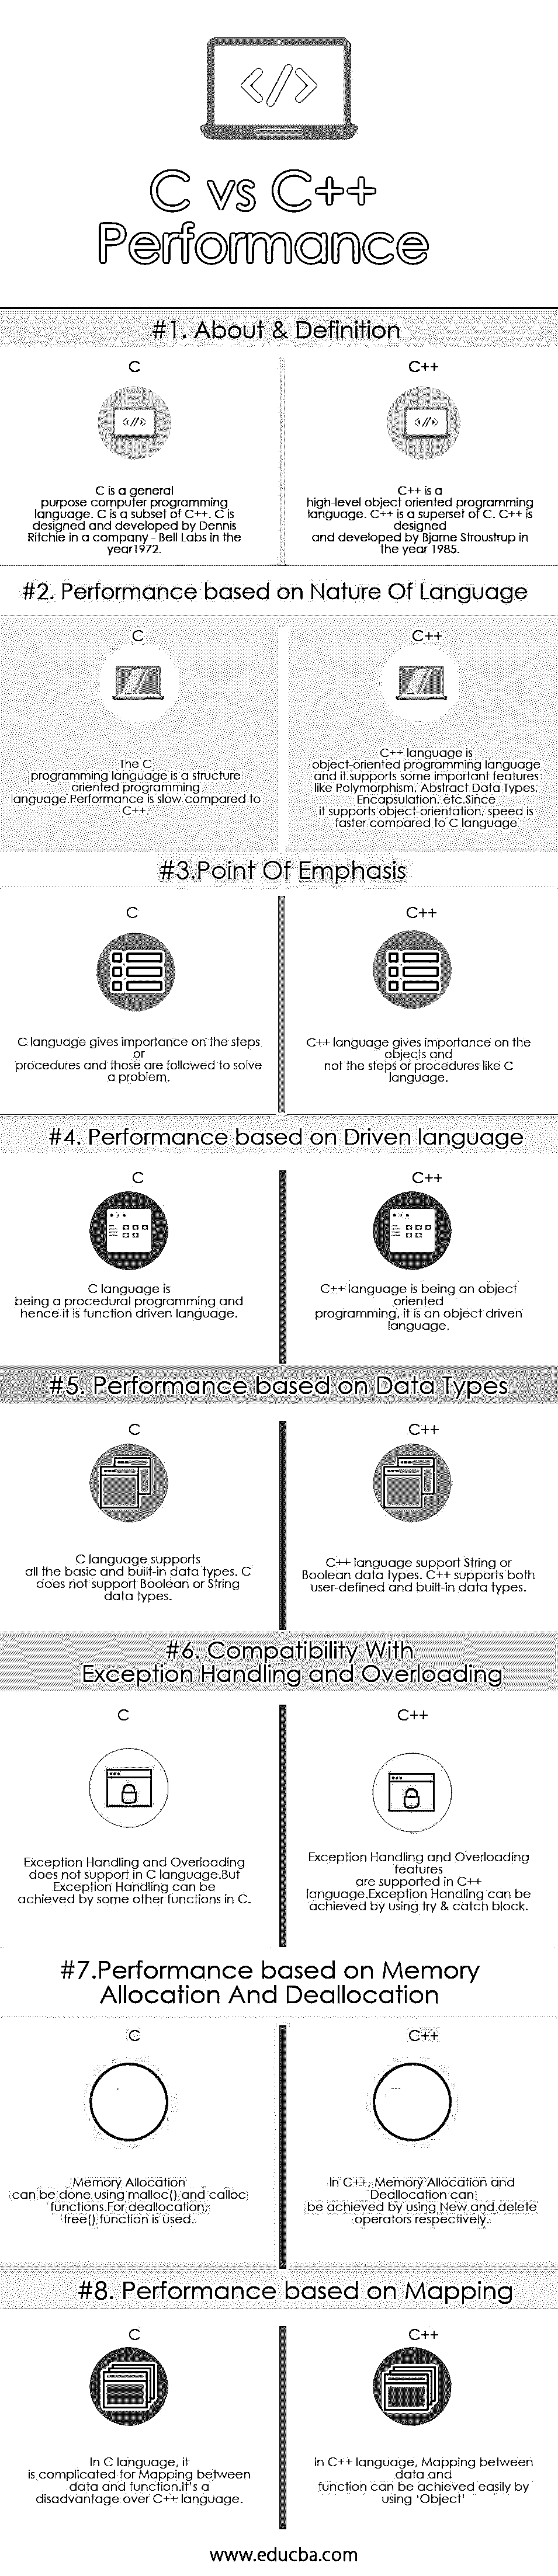 </>
C vs C++
Performance
#1. About & Definition
C
C++
</>
</>
C is a general
purpose computer programming
language. C is a subset of C++. C is
designed and developed by Dennis
Ritchie in a company - Bell Labs in the
year1972.
C++ is a
high-level object oriented programming
language. C++ is a superset of C. C++ is
designed
and developed by Bjarne Stroustrup in
the year 1985.
#2. Performance based on Nature Of Language
C
C++
The C
programming language is a structure
oriented programming
language.Performance is slow compared to
C++.
C++ language is
object-oriented programming language
and it supports some important features
like Polymorphism, Abstract Data Types,
Encapsulation, etc.Since
it supports object-orientation, speed is
faster compared to C language
#3.Point Of Emphasis
C
C++
C language gives importance on the steps
or
procedures and those are followed to solve
a problem.
C++ language gives importance on the
objects and
not the steps or procedures like C
language.
#4. Performance based on Driven language
C
C++
C language is
being a procedural programming and
hence it is function driven language.
C++ language is being an object
oriented
programming, it is an object driven
language.
#5. Performance based on Data Types
C
C++
C language supports
all the basic and built-in data types. C
does not support Boolean or String
data types.
C++ language support String or
Boolean data types. C++ supports both
user-defined and built-in data types.
#6. Compatibility With
Exception Handling and Overloading
C
C++
Exception Handling and Overloading
does not support in C language.But
Exception Handling can be
achieved by some other functions in C.
Exception Handling and Overloading
features
are supported in C++
language.Exception Handling can be
achieved by using try & catch block.
#7.Performance based on Memory
Allocation And Deallocation
C
C++
Memory Allocation
can be done using malloc() and calloc
functions.For deallocation,
free() function is used.
In C++, Memory Allocation and
Deallocation can
be achieved by using New and delete
operators respectively.
#8. Performance based on Mapping
C
C++
In C language, it
is complicated for Mapping between
data and function.It's a
disadvantage over C++ language.
In C++ language, Mapping between
data and
function can be achieved easily by
using 'Object'
www.educba.com